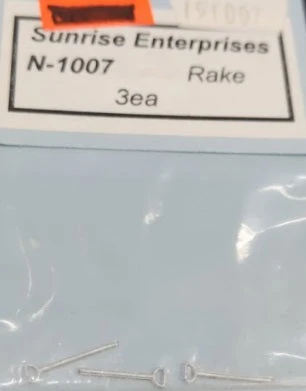 Sunrise Enterprises
N-1007 Rake
3ea